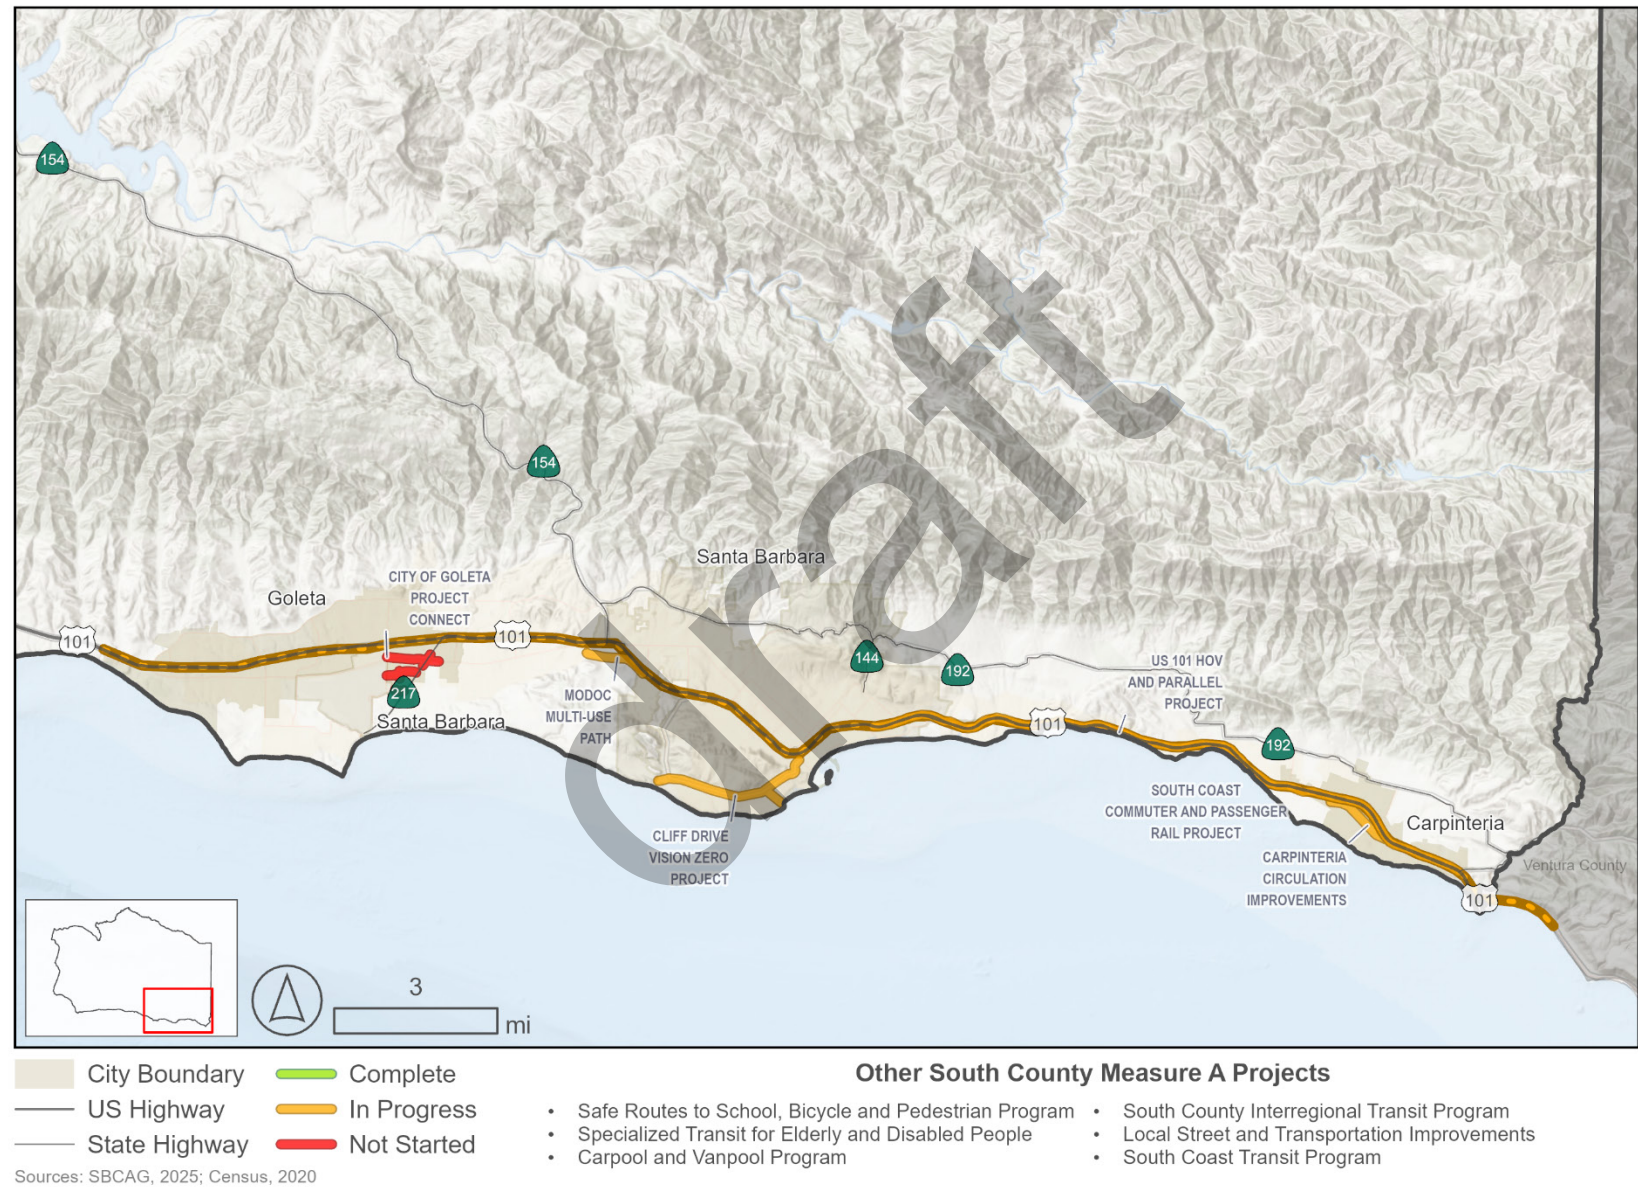 154
154
Santa Barbara
CITY OF GOLETA
PROJECT
CONNECT
Goleta
101
101
144
192
US 101 HOV
AND PARALLEL
PROJECT
217
Santa Barbara
MODOC
MULTI-USE
PATH
101
192
SOUTH COAST
COMMUTER AND PASSENGER
RAIL PROJECT
Carpinteria
CLIFF DRIVE
VISION ZERO
PROJECT
CARPINTERIA
CIRCULATION
IMPROVEMENTS
Ventura County
101
draft
3
mi
City Boundary
US Highway
State Highway
Complete
In Progress
Not Started
Other South County Measure A Projects
• Safe Routes to School, Bicycle and Pedestrian Program
• Specialized Transit for Elderly and Disabled People
• Carpool and Vanpool Program
• South County Interregional Transit Program
• Local Street and Transportation Improvements
• South Coast Transit Program
Sources: SBCAG, 2025; Census, 2020